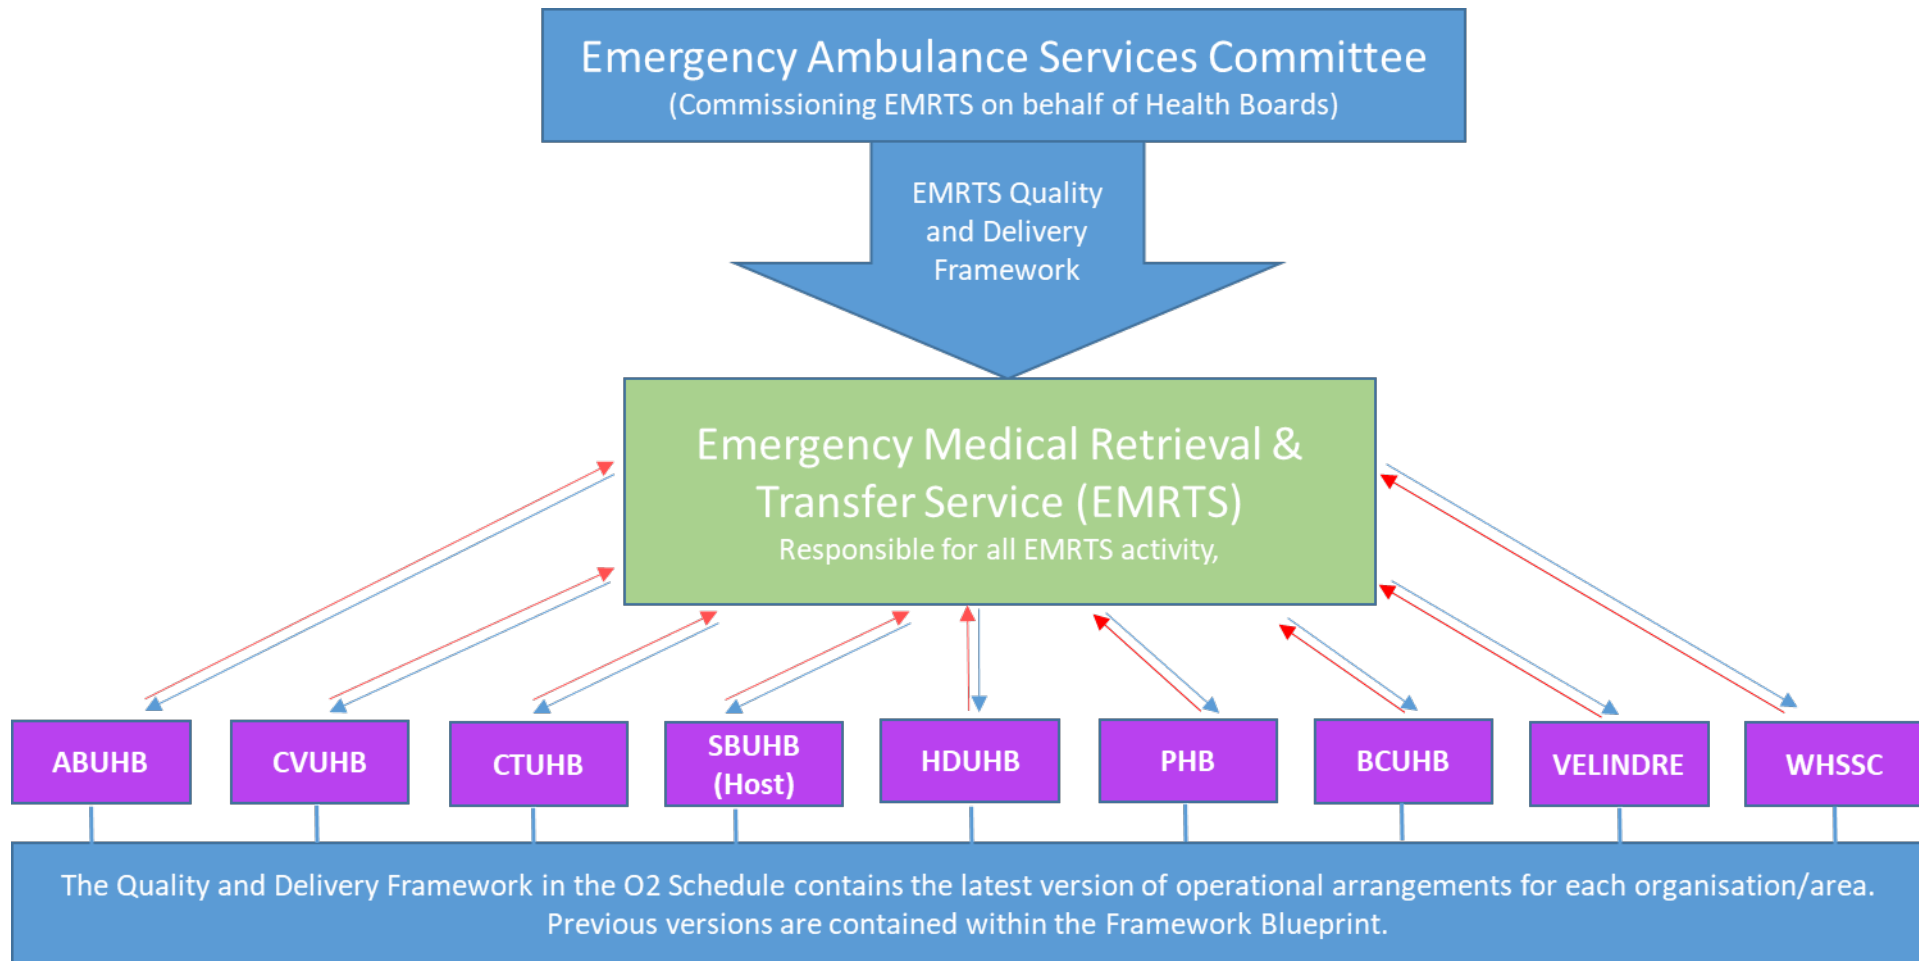 Emergency Ambulance Services Committee
(Commissioning EMRTS on behalf of Health Boards)
EMRTS Quality
and Delivery
Framework
Emergency Medical Retrieval &
Transfer Service (EMRTS)
Responsible for all EMRTS activity,
ABUHB
CVUHB
CTUHB
SBUHB
(Host)
HDUHB
PHB
BCUHB
VELINDRE
WHSSC
The Quality and Delivery Framework in the O2 Schedule contains the latest version of operational arrangements for each organisation/area.
Previous versions are contained within the Framework Blueprint.